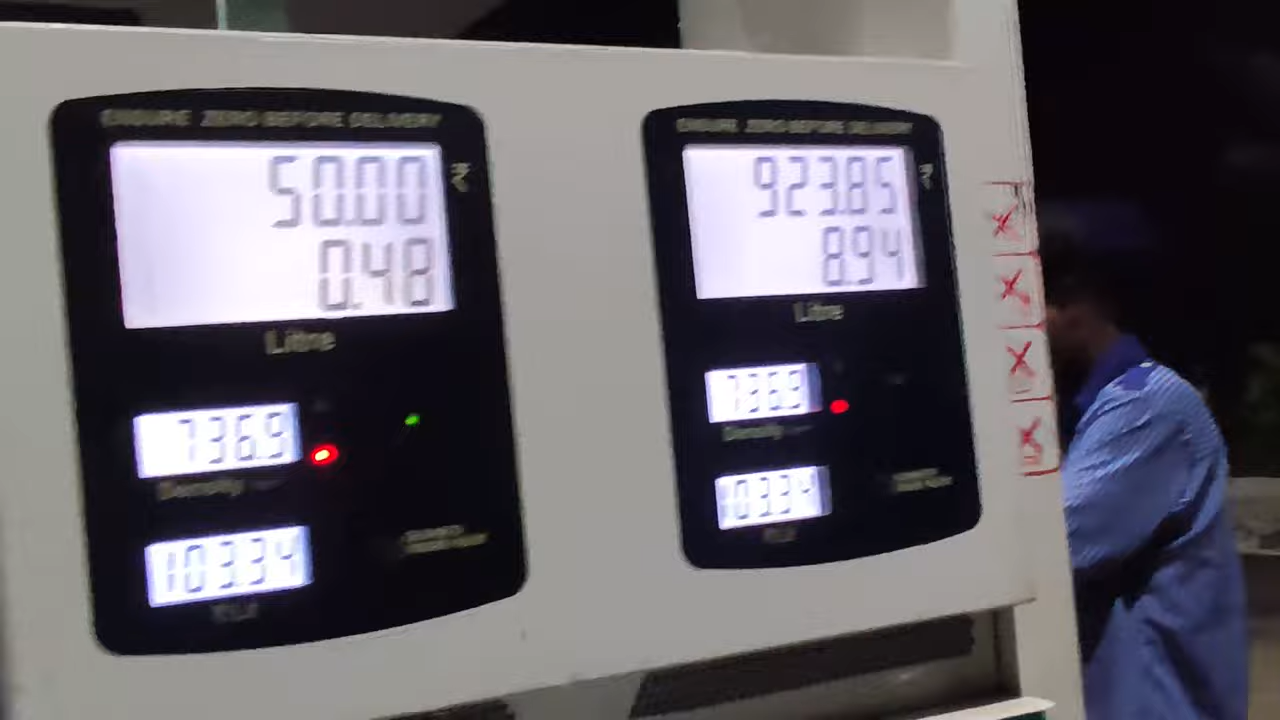 ENSURE ZERO BEFORE DELIVERY
50.00
₹
0.48
Litre
736.9
Density
103.34
ENSURE ZERO BEFORE DELIVERY
923.85
₹
8.94
Litre
736.9
Density
103.34